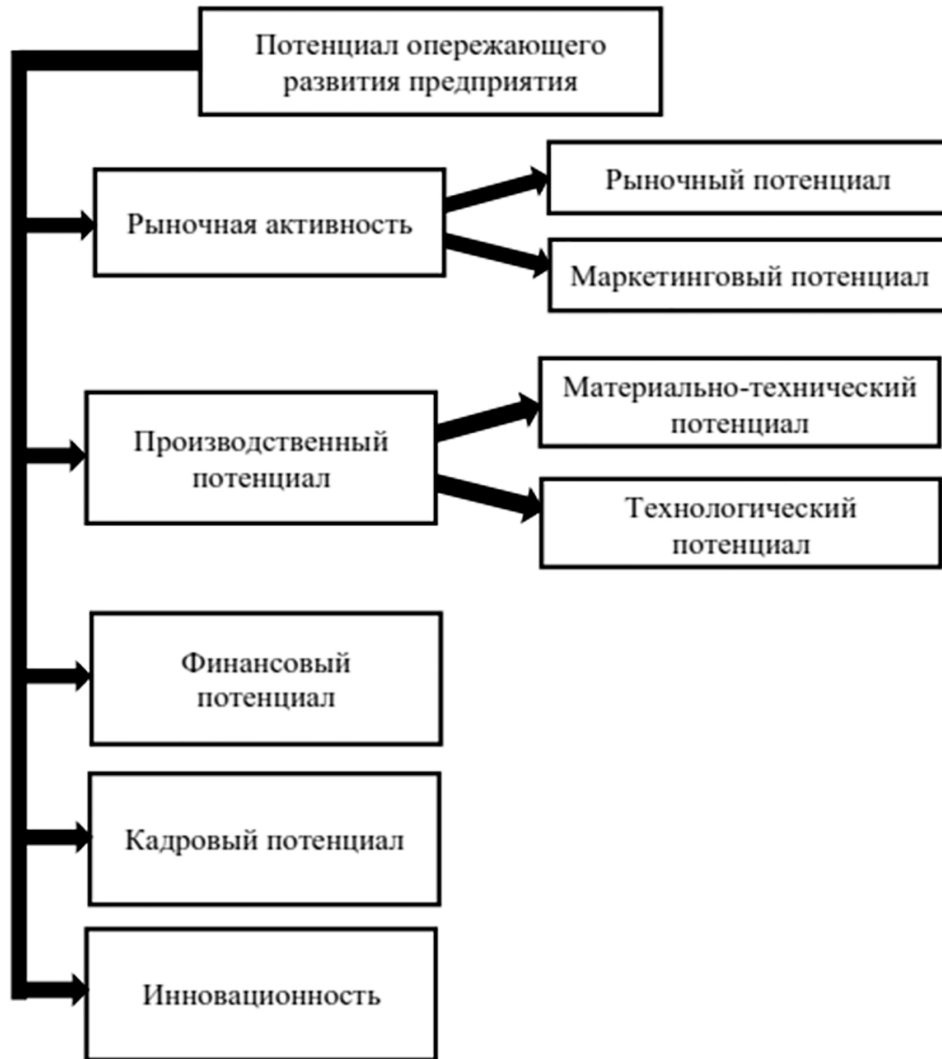 Потенциал опережающего
развития предприятия
Рыночная активность
Рыночный потенциал
Маркетинговый потенциал
Производственный
потенциал
Материально-технический
потенциал
Технологический
потенциал
Финансовый
потенциал
Кадровый потенциал
Инновационность